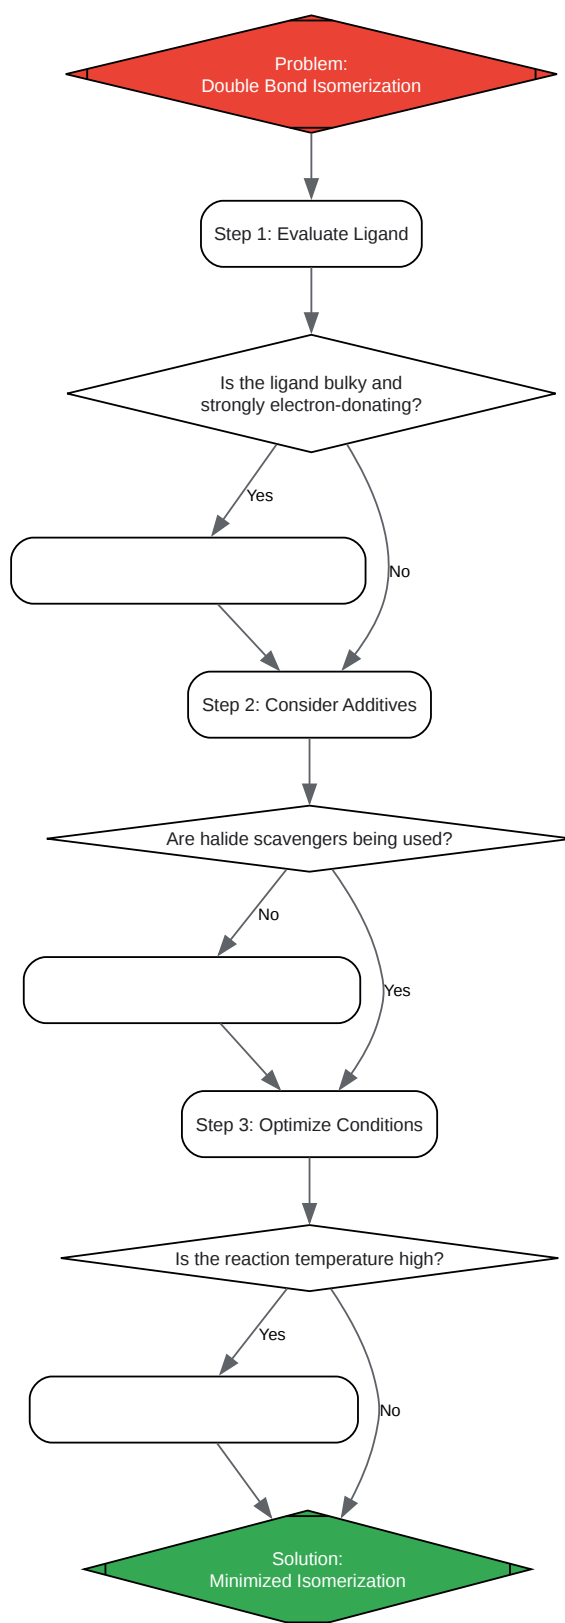 Problem:
Double Bond Isomerization
Step 1: Evaluate Ligand
Is the ligand bulky and
strongly electron-donating?
Yes
No
Step 2: Consider Additives
Are halide scavengers being used?
No
Yes
Step 3: Optimize Conditions
Is the reaction temperature high?
Yes
No
Solution:
Minimized Isomerization